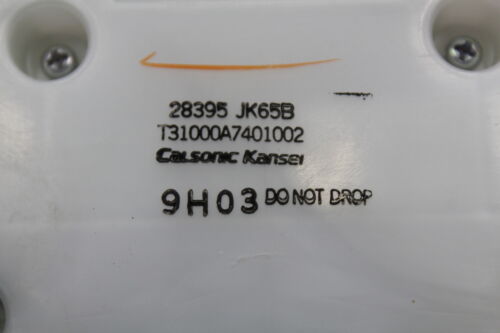 28395 JK65B
T31000A7401002
Calsonic Kansei
9H03 DO NOT DROP